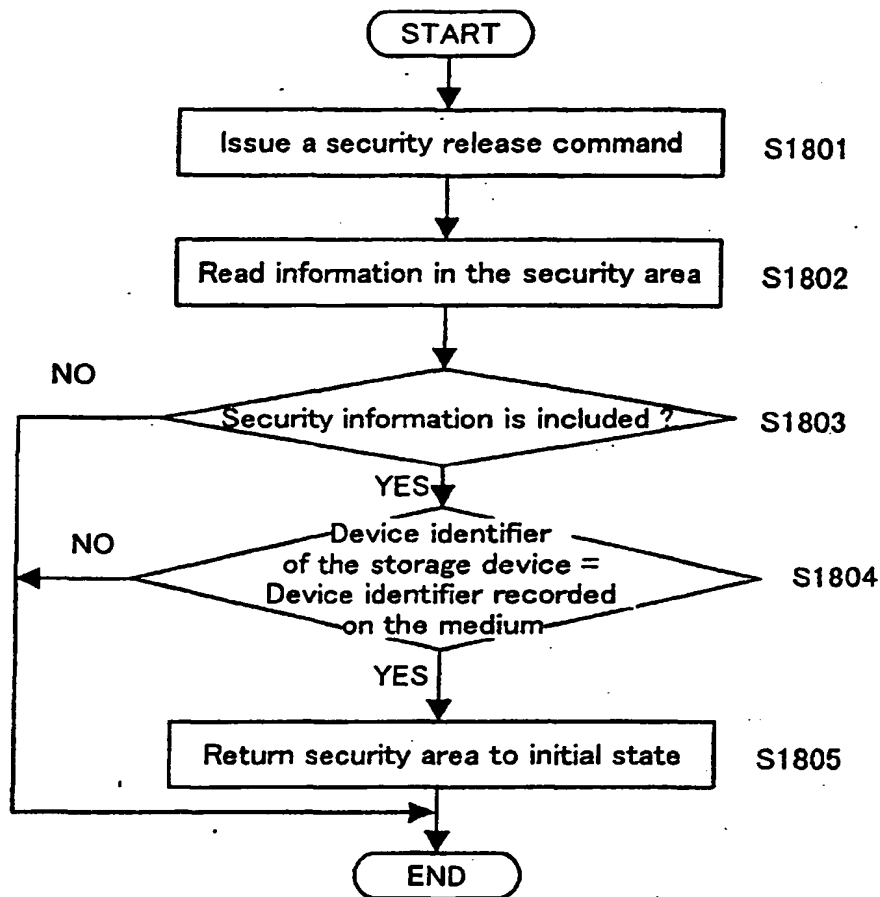 START
Issue a security release command S1801
Read information in the security area S1802
NO
Security information is included ? S1803
YES
NO
Device identifier
of the storage device =
Device identifier recorded
on the medium
S1804
YES
Return security area to initial state S1805
END